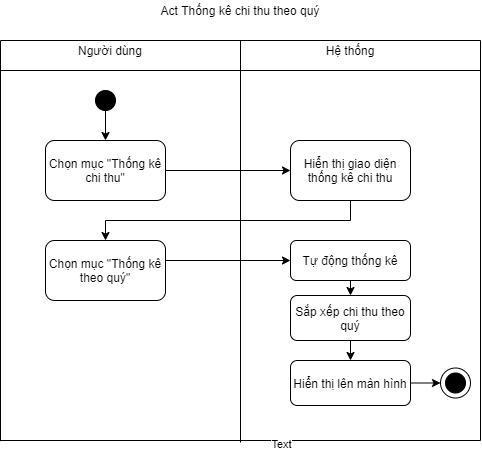 Act Thống kê chi thu theo quý
Người dùng
Hệ thống
Chọn mục "Thống kê
chi thu"
Hiển thị giao diện
thống kê chi thu
Chọn mục "Thống kê
theo quý"
Tự động thống kê
Sắp xếp chi thu theo
quý
Hiển thị lên màn hình
Text